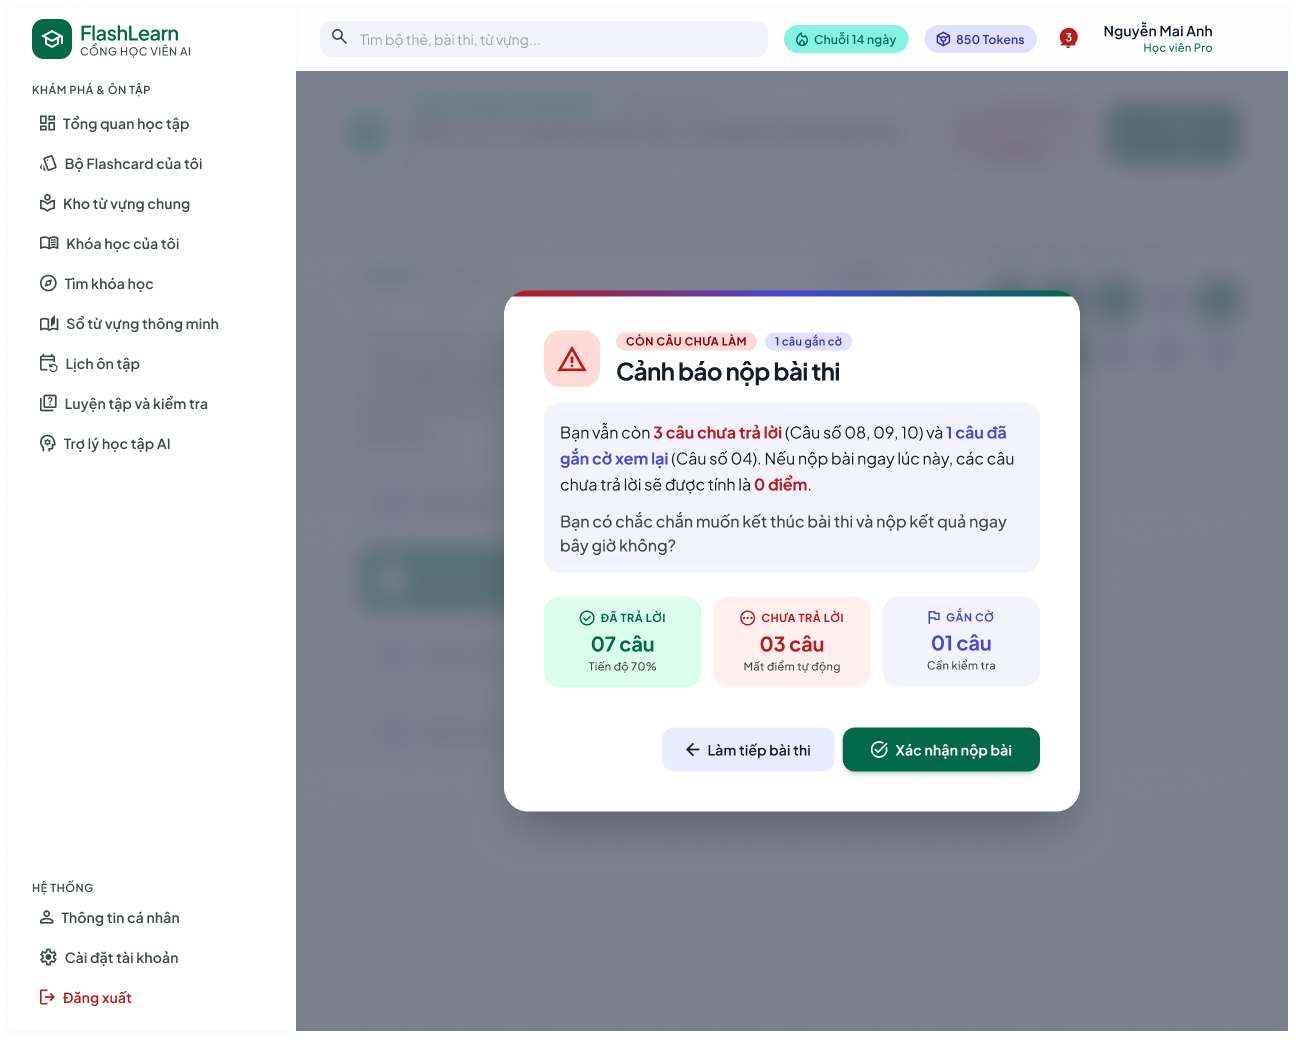 FlashLearn
CỔNG HỌC VIÊN AI
Tìm bộ thẻ, bài thi, từ vựng...
Chuỗi 14 ngày
850 Tokens
3
Nguyễn Mai Anh
Học viên Pro
KHÁM PHÁ & ÔN TẬP
Tổng quan học tập
Bộ Flashcard của tôi
Kho từ vựng chung
Khóa học của tôi
Tìm khóa học
Sổ từ vựng thông minh
Lịch ôn tập
Luyện tập và kiểm tra
Trợ lý học tập AI
HỆ THỐNG
Thông tin cá nhân
Cài đặt tài khoản
Đăng xuất
CÒN CÂU CHƯA LÀM
1 câu gắn cờ
Cảnh báo nộp bài thi
Bạn vẫn còn 3 câu chưa trả lời (Câu số 08, 09, 10) và 1 câu đã
gắn cờ xem lại (Câu số 04). Nếu nộp bài ngay lúc này, các câu
chưa trả lời sẽ được tính là 0 điểm.
Bạn có chắc chắn muốn kết thúc bài thi và nộp kết quả ngay
bây giờ không?
ĐÃ TRẢ LỜI
07 câu
Tiến độ 70%
CHƯA TRẢ LỜI
03 câu
Mất điểm tự động
GẮN CỜ
01 câu
Cần kiểm tra
Làm tiếp bài thi
Xác nhận nộp bài